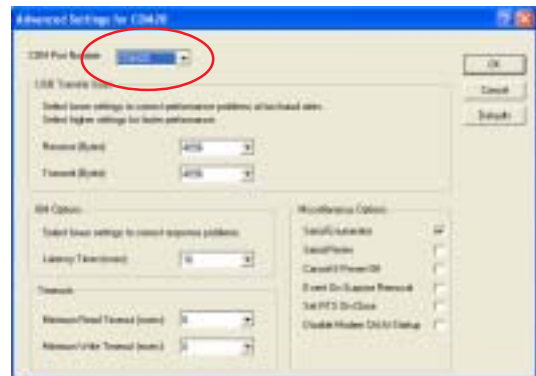 Advanced Settings for COM20
COM Port Number:
USB Transfer Sizes
Select lower settings to correct performance problems at low baud rates.
Select higher settings for faster performance.
Receive (Bytes): 4096
Transmit (Bytes): 4096
BM Options
Select lower settings to correct response problems.
Latency Timer (msec): 16
Timeouts
Minimum Read Timeout (msec): 0
Minimum Write Timeout (msec): 0
Miscellaneous Options
Serial Enumerator
Serial Printer
Cancel If Power Off
Event On Surprise Removal
Set RTS On Close
Disable Modem Ctrl At Startup
OK
Cancel
Defaults